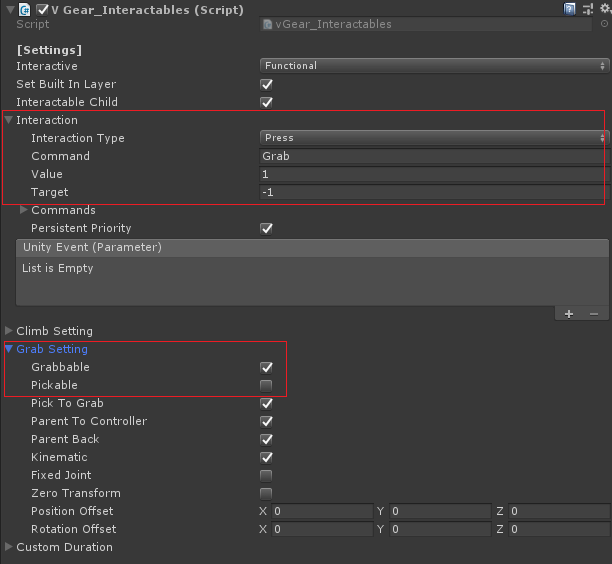 V Gear_Interactables (Script)
Script vGear_Interactables
[Settings]
Interactive Functional
Set Built In Layer
Interactable Child
Interaction
Interaction Type Press
Command Grab
Value 1
Target -1
Commands
Persistent Priority
Unity Event (Parameter)
List is Empty
Climb Setting
Grab Setting
Grabbable
Pickable
Pick To Grab
Parent To Controller
Parent Back
Kinematic
Fixed Joint
Zero Transform
Position Offset X 0 Y 0 Z 0
Rotation Offset X 0 Y 0 Z 0
Custom Duration